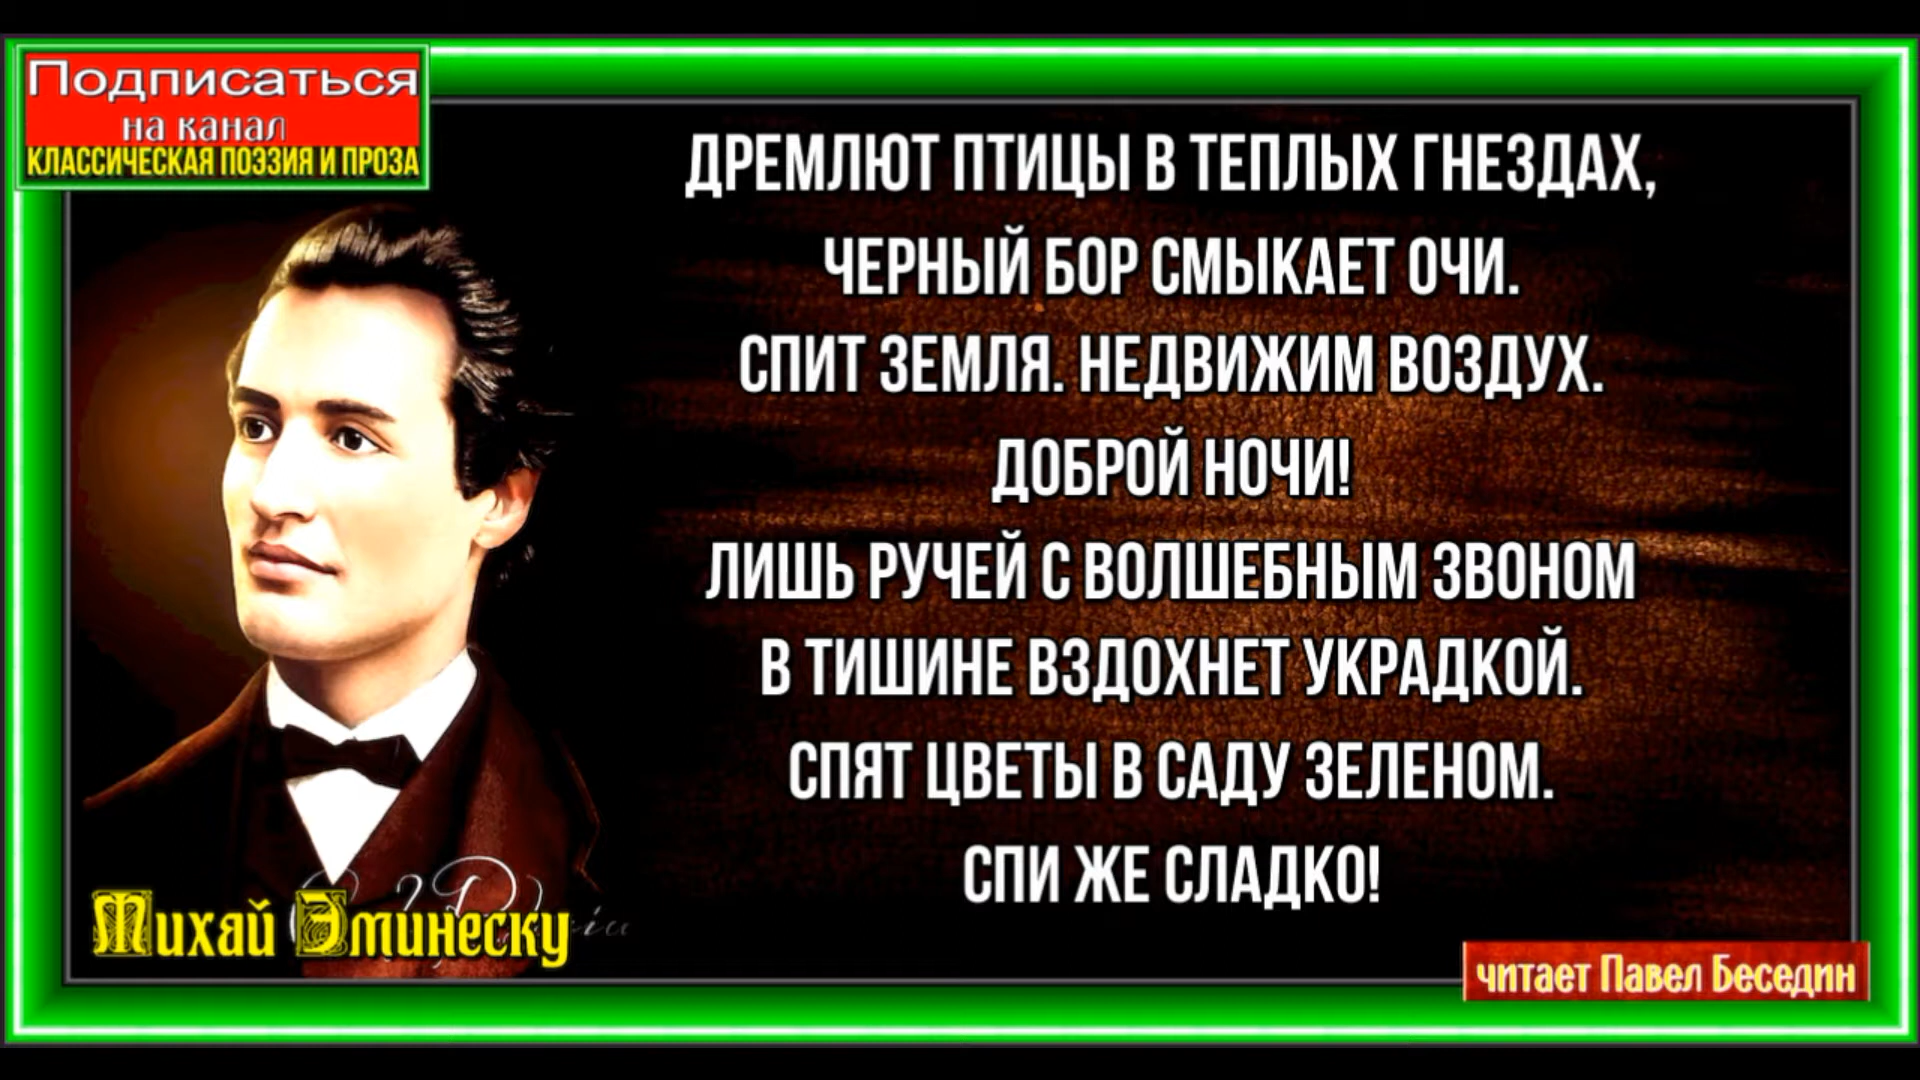 Подписаться
на канал
КЛАССИЧЕСКАЯ ПОЭЗИЯ И ПРОЗА
ДРЕМЛЮТ ПТИЦЫ В ТЕПЛЫХ ГНЕЗДАХ,
ЧЕРНЫЙ БОР СМЫКАЕТ ОЧИ.
СПИТ ЗЕМЛЯ. НЕДВИЖИМ ВОЗДУХ.
ДОБРОЙ НОЧИ!
ЛИШЬ РУЧЕЙ С ВОЛШЕБНЫМ ЗВОНОМ
В ТИШИНЕ ВЗДОХНЕТ УКРАДКОЙ.
СПЯТ ЦВЕТЫ В САДУ ЗЕЛЕНОМ.
СПИ ЖЕ СЛАДКО!
Михай Эминеску
читает Павел Беседин